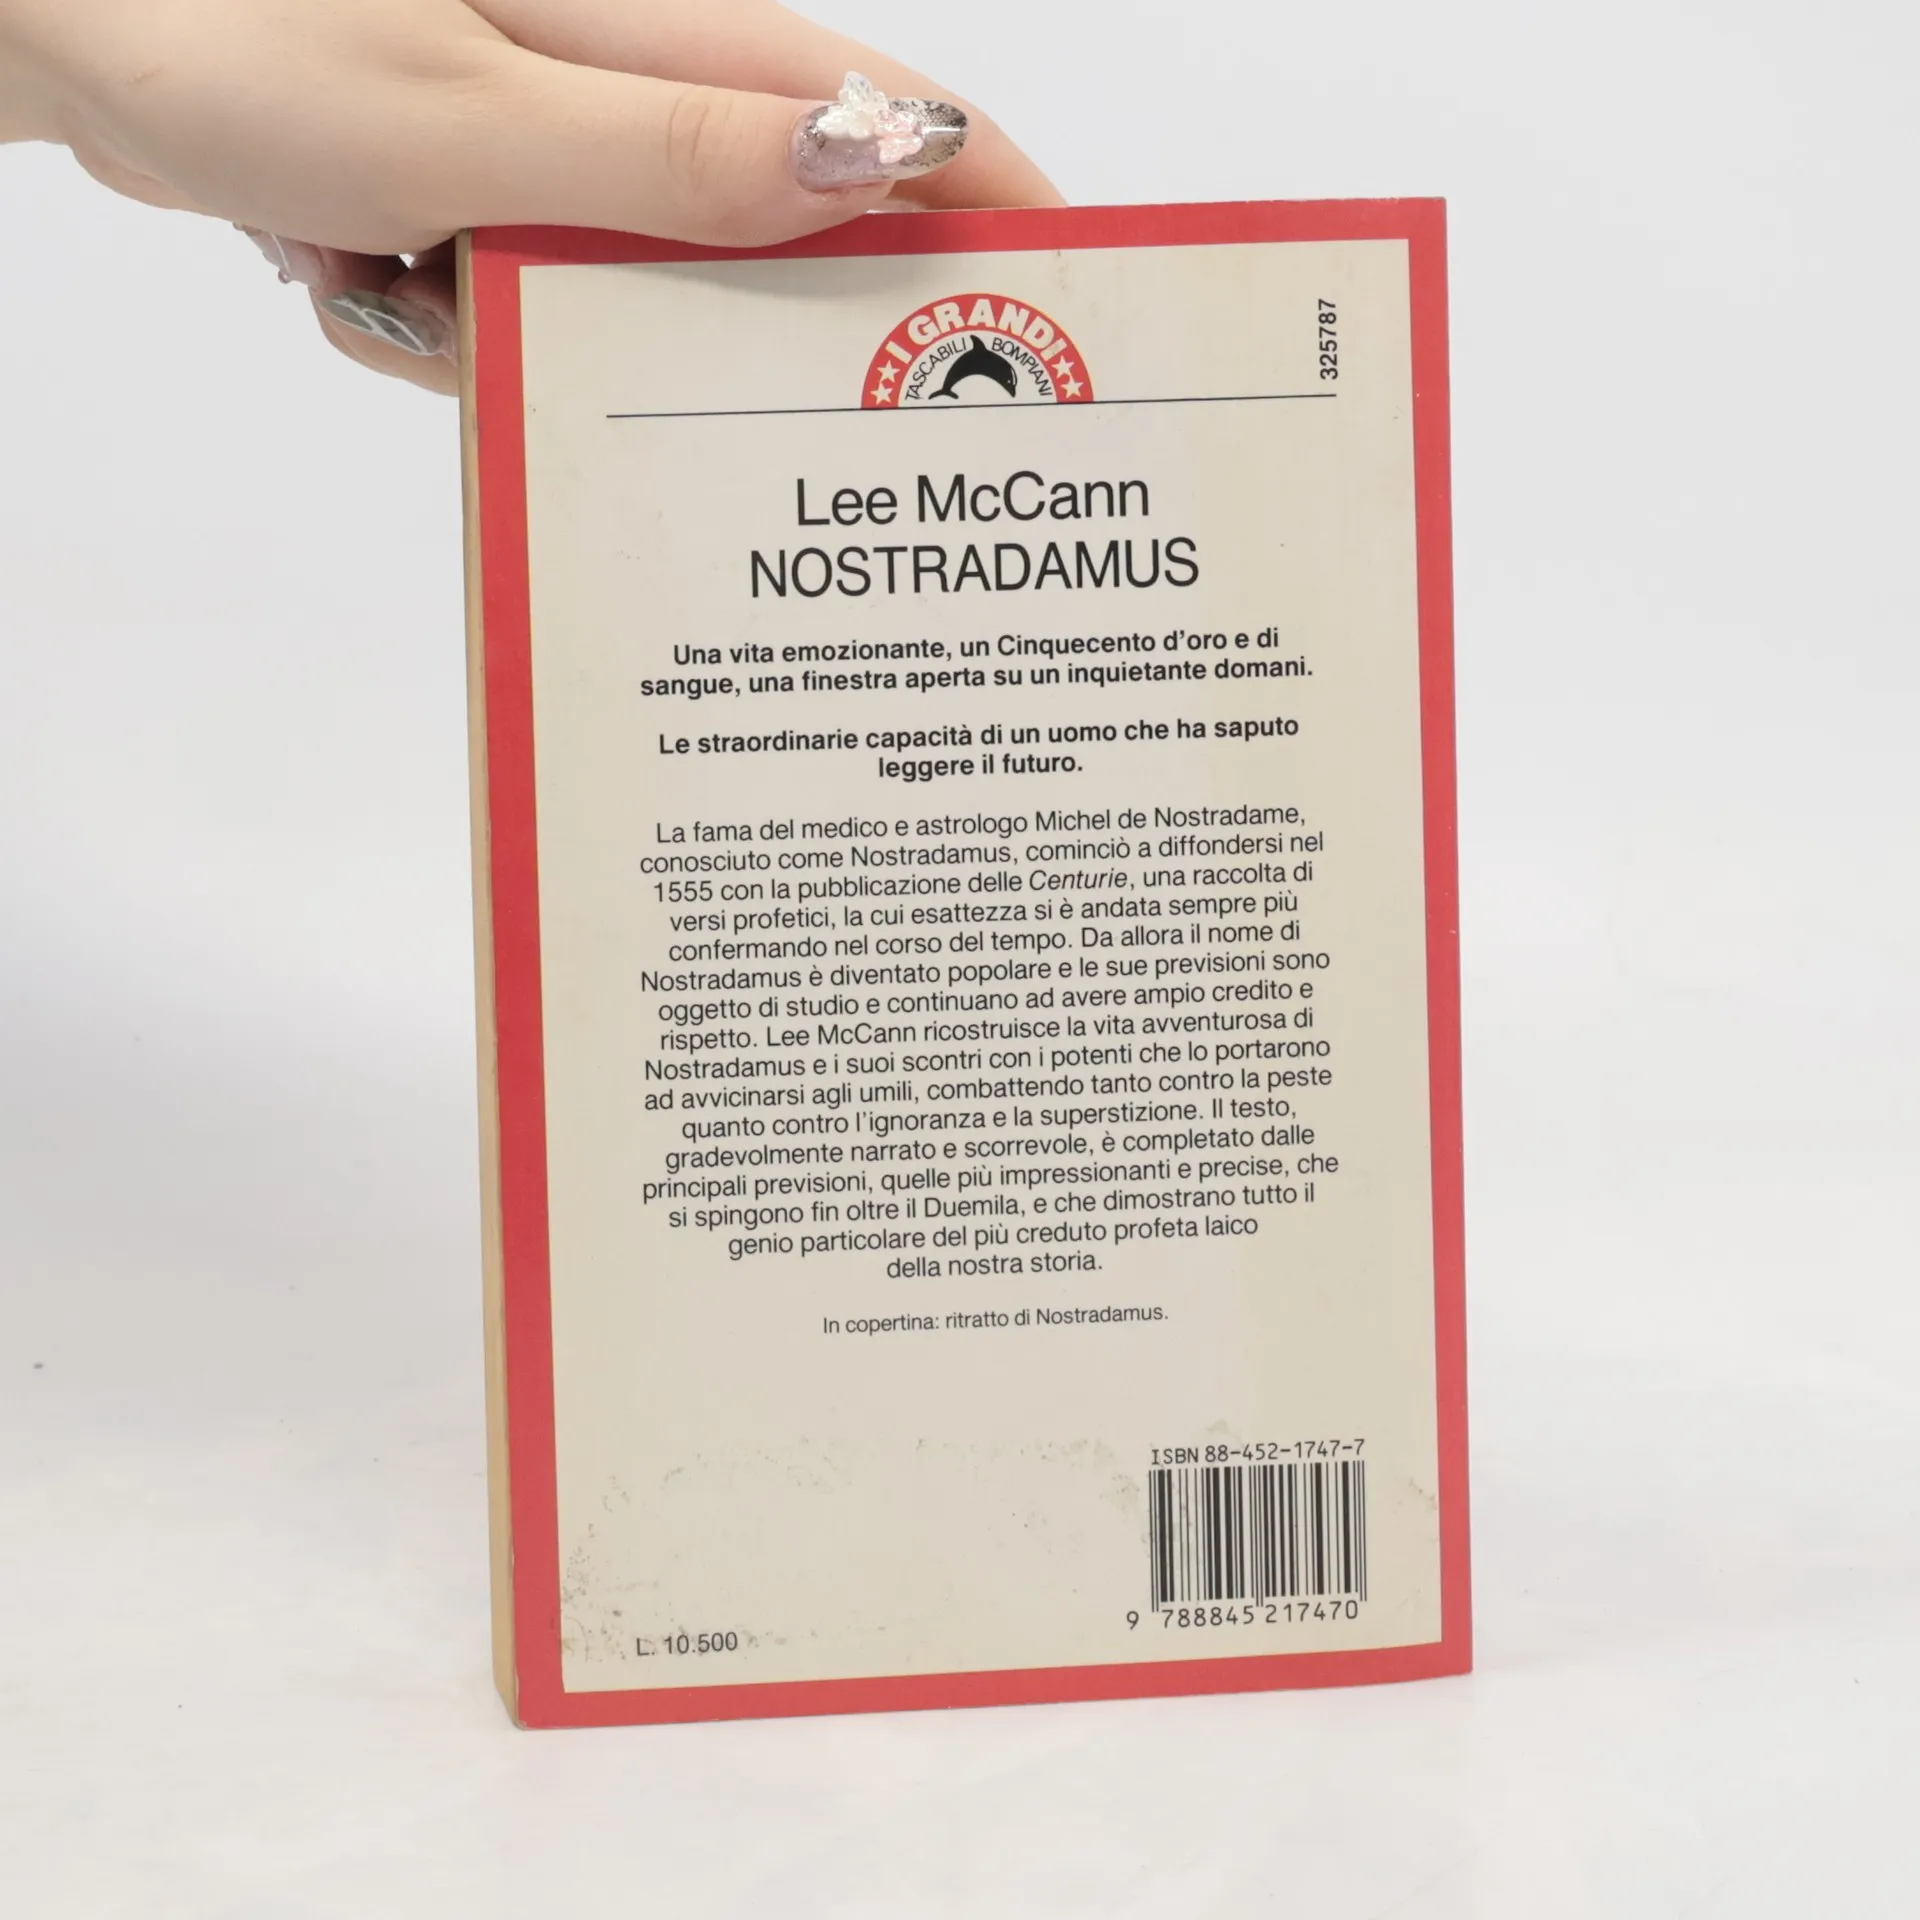 I GRANDI
TASCABILI BOMPIANI
325787
Lee McCann
NOSTRADAMUS
Una vita emozionante, un Cinquecento d'oro e di
sangue, una finestra aperta su un inquietante domani.
Le straordinarie capacità di un uomo che ha saputo
leggere il futuro.
La fama del medico e astrologo Michel de Nostradame,
conosciuto come Nostradamus, cominciò a diffondersi nel
1555 con la pubblicazione delle Centurie, una raccolta di
versi profetici, la cui esattezza si è andata sempre più
confermando nel corso del tempo. Da allora il nome di
Nostradamus è diventato popolare e le sue previsioni sono
oggetto di studio e continuano ad avere ampio credito e
rispetto. Lee McCann ricostruisce la vita avventurosa di
Nostradamus e i suoi scontri con i potenti che lo portarono
ad avvicinarsi agli umili, combattendo tanto contro la peste
quanto contro l'ignoranza e la superstizione. Il testo,
gradevolmente narrato e scorrevole, è completato dalle
principali previsioni, quelle più impressionanti e precise, che
si spingono fin oltre il Duemila, e che dimostrano tutto il
genio particolare del più creduto profeta laico
della nostra storia.
In copertina: ritratto di Nostradamus.
ISBN 88-452-1747-7
9 788845 217470
L. 10.500